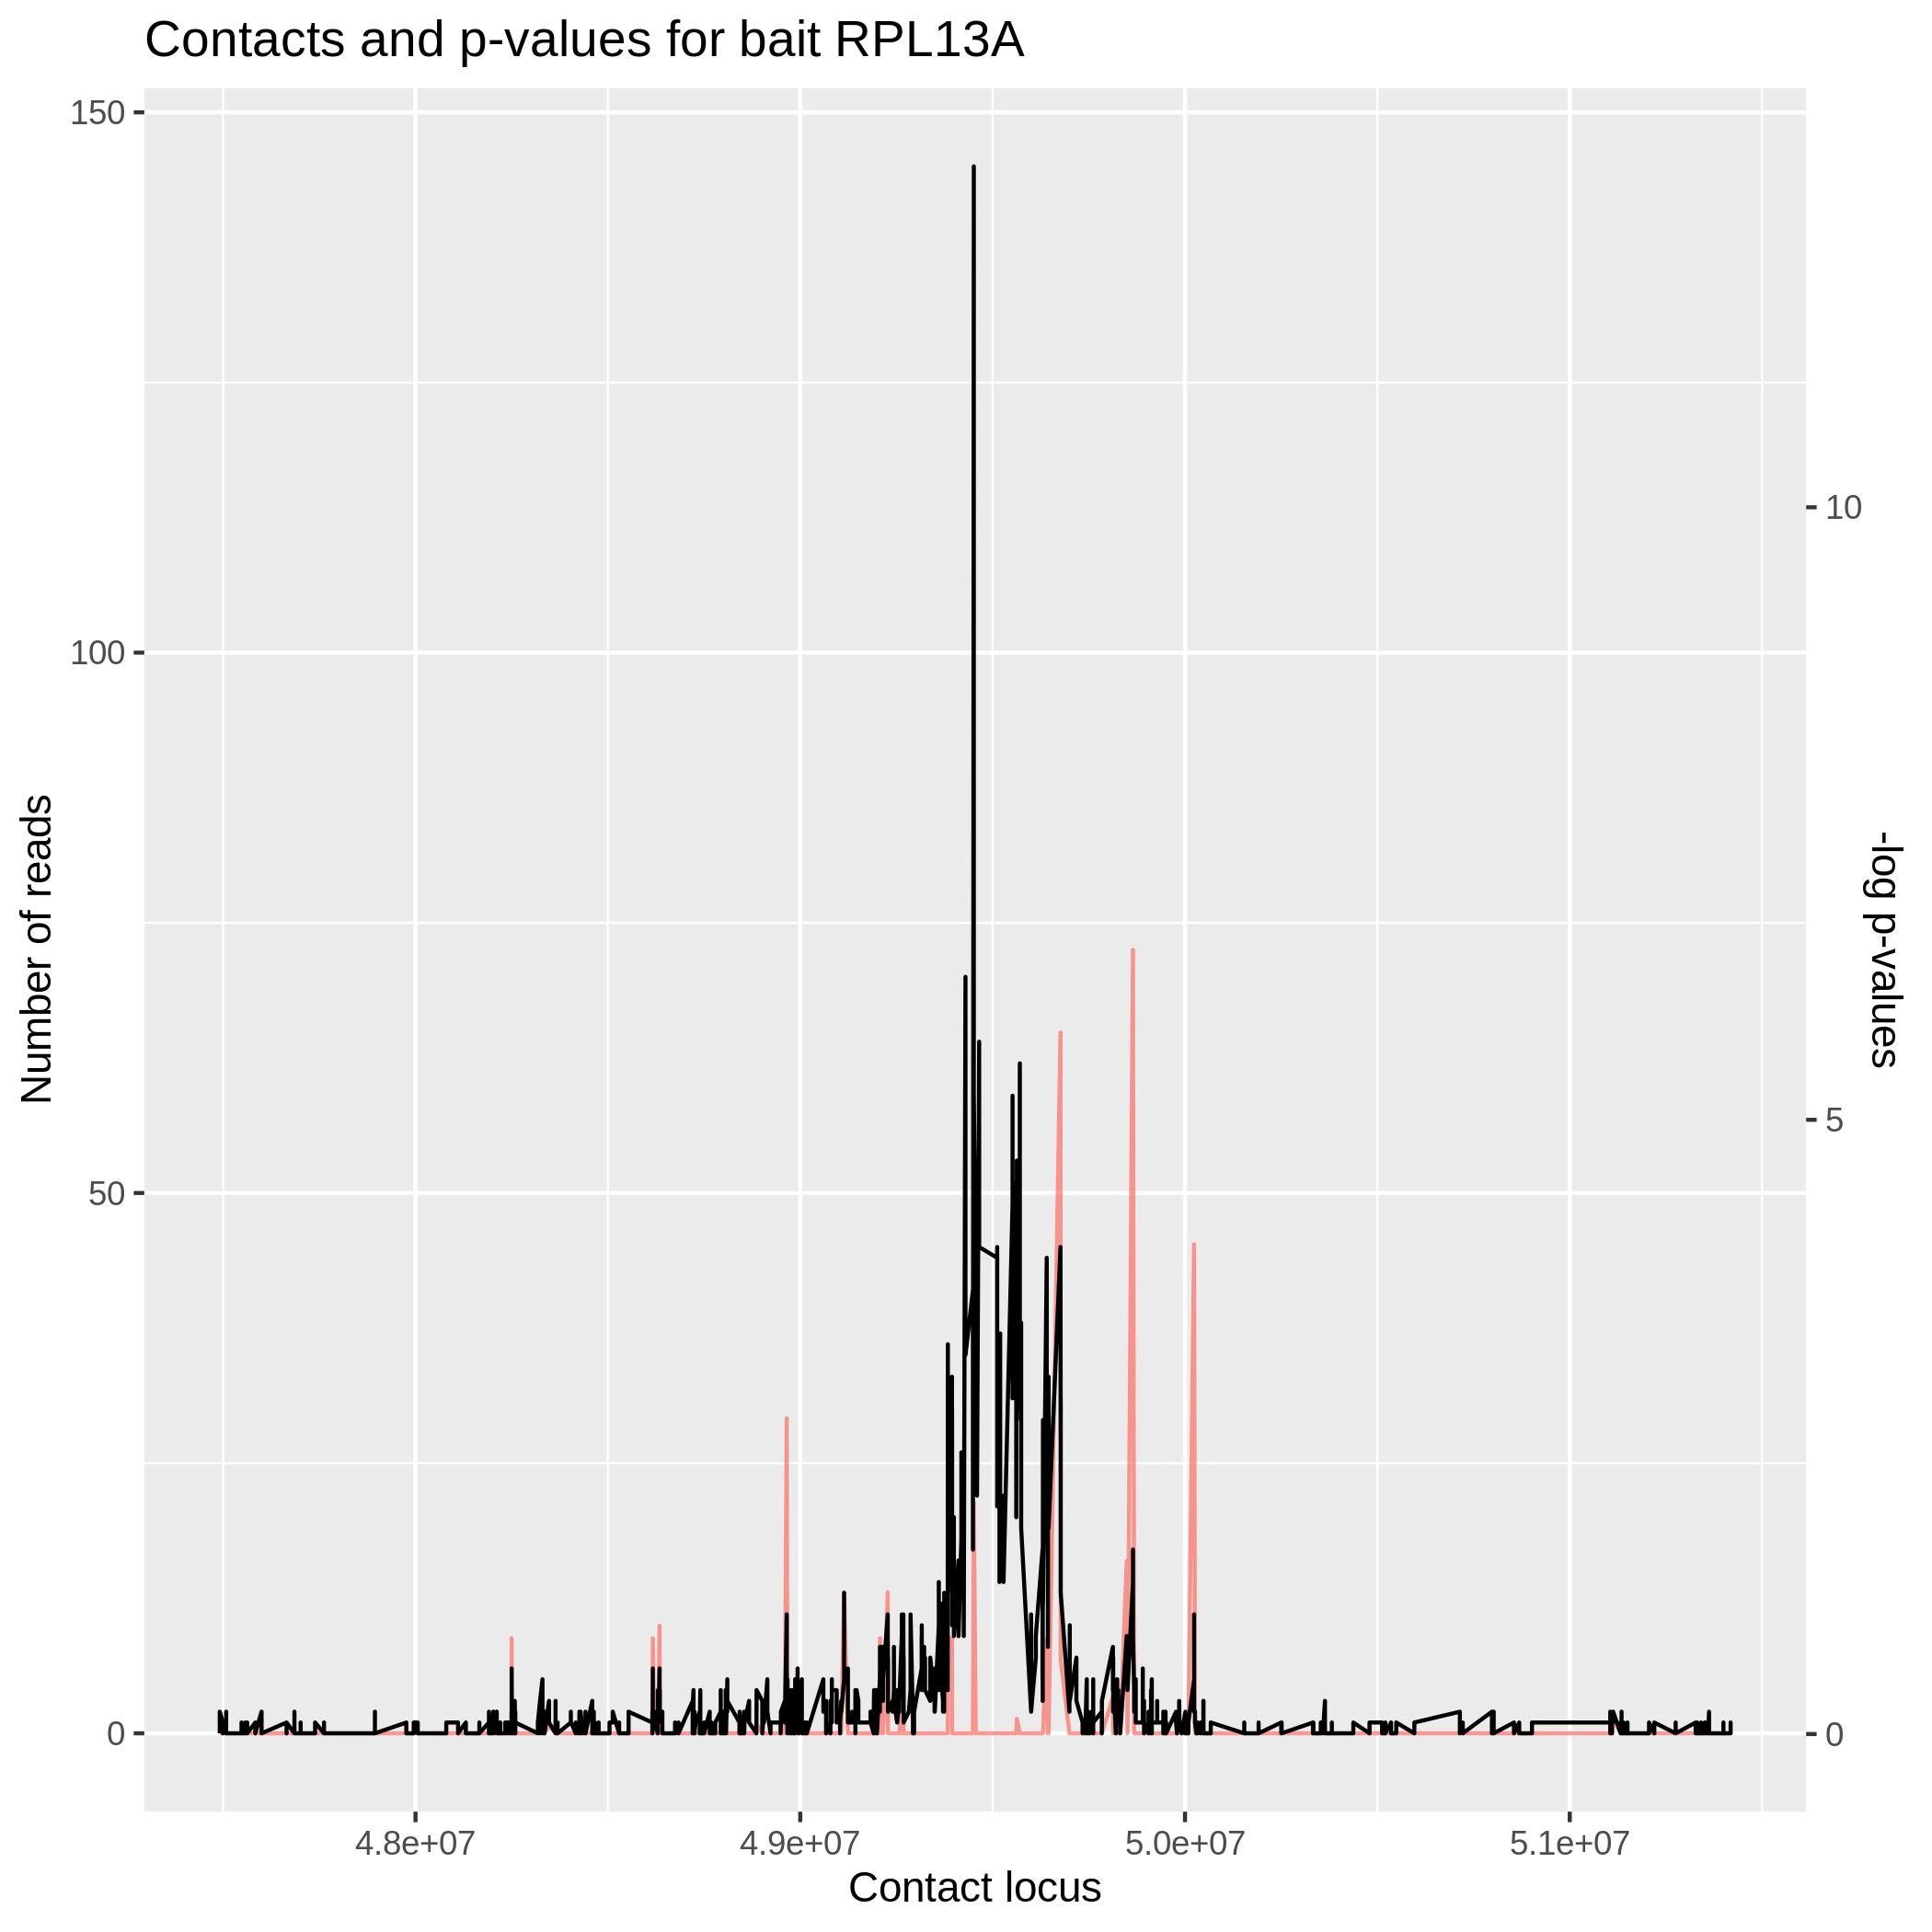 Contacts and p-values for bait RPL13A
150
100
50
0
Number of reads
10
5
0
-log p-values
4.8e+07
4.9e+07
5.0e+07
5.1e+07
Contact locus